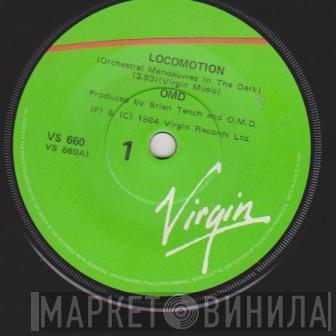 LOCOMOTION
(Orchestral Manoeuvres In The Dark)
(3.53)(Virgin Music)
OMD
Produced by Brian Tench and O.M.D.
(P) & (C) 1984 Virgin Records Ltd.
VS 660
VS 660A)
1
Virgin
МАРКЕТ ВИНИЛА